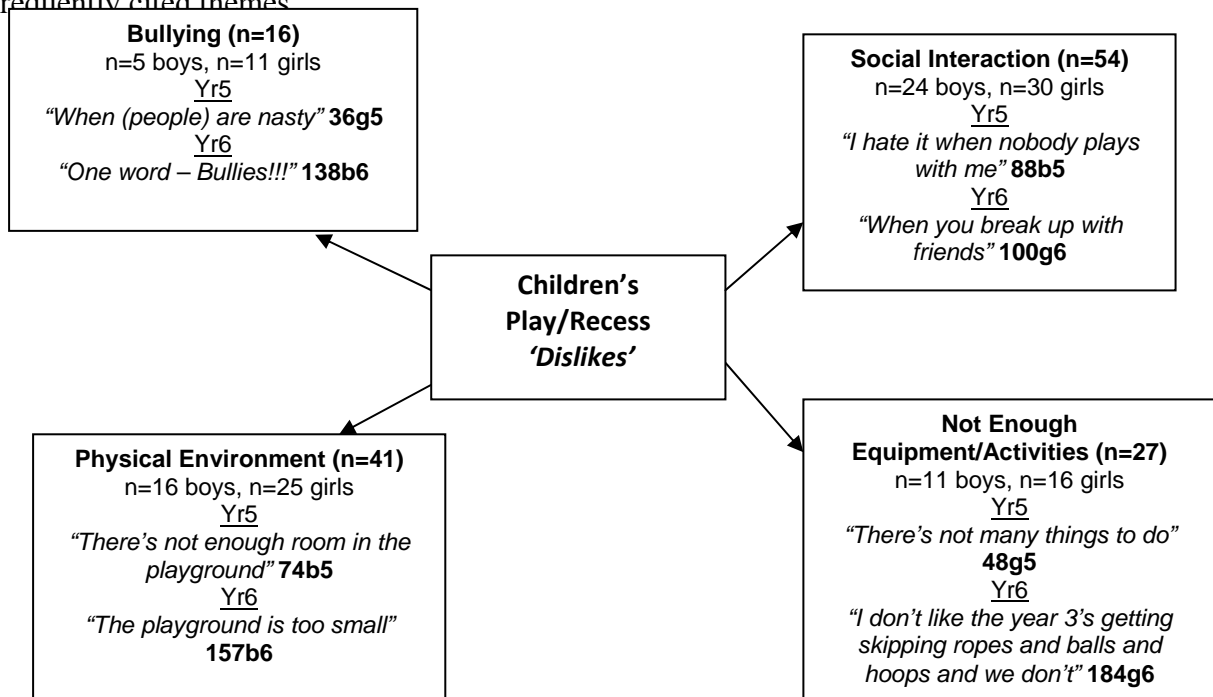 requently cited themes
Bullying (n=16)
n=5 boys, n=11 girls
Yr5
“When (people) are nasty” 36g5
Yr6
“One word – Bullies!!!” 138b6
Social Interaction (n=54)
n=24 boys, n=30 girls
Yr5
“I hate it when nobody plays
with me” 88b5
Yr6
“When you break up with
friends” 100g6
Children’s
Play/Recess
‘Dislikes’
Physical Environment (n=41)
n=16 boys, n=25 girls
Yr5
“There’s not enough room in the
playground” 74b5
Yr6
“The playground is too small”
157b6
Not Enough
Equipment/Activities (n=27)
n=11 boys, n=16 girls
Yr5
“There’s not many things to do”
48g5
Yr6
“I don’t like the year 3’s getting
skipping ropes and balls and
hoops and we don’t” 184g6